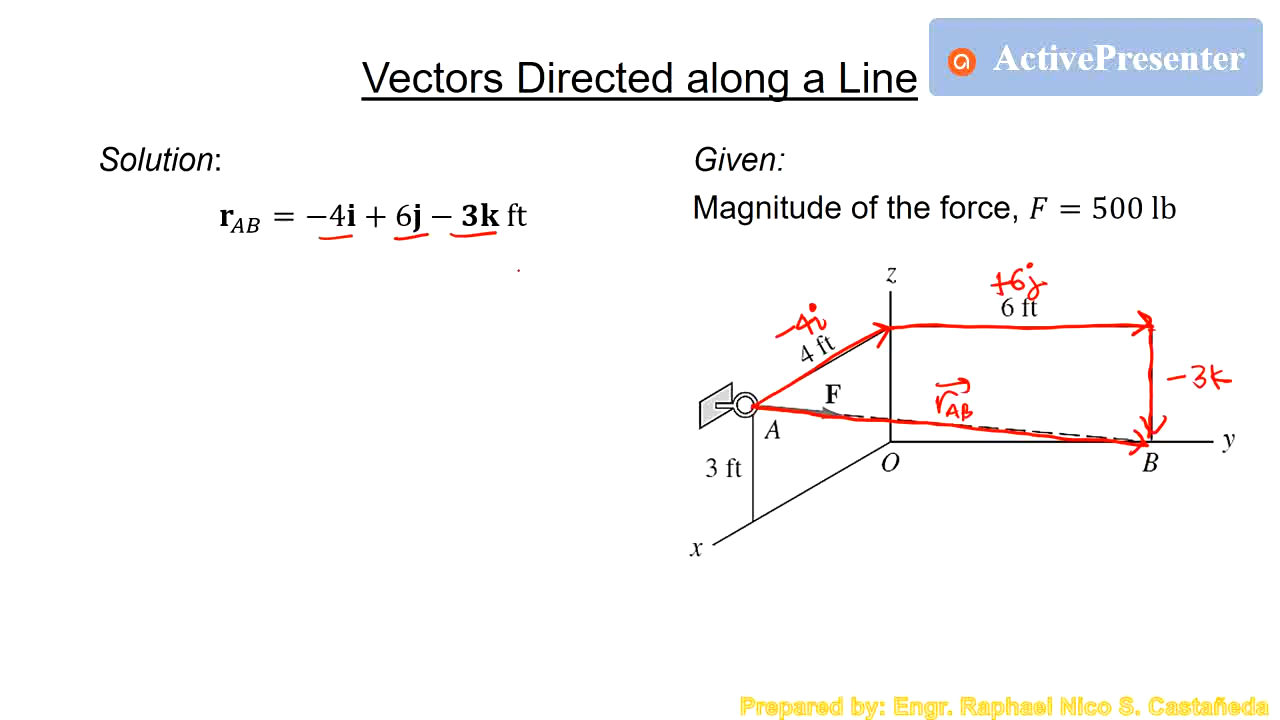 Vectors Directed along a Line
ActivePresenter
Solution:
r_AB = −4i + 6j − 3k ft
Given:
Magnitude of the force, F = 500 lb
z
+6j
6 ft
−4i
4 ft
−3k
F
r_AB
A
3 ft
O
B
y
x
Prepared by: Engr. Raphael Nico S. Castañeda